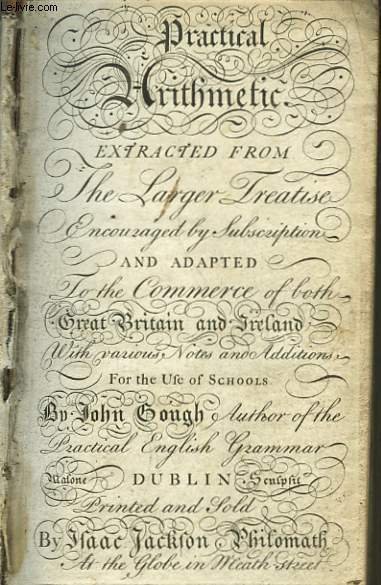 Le-livre.com
Practical
Arithmetic.
EXTRACTED FROM
The Larger Treatise
Encouraged by Subscription
AND ADAPTED
To the Commerce of both
Great Britain and Ireland
With various Notes and Additions
For the Uſe of SCHOOLS
By John Gough Author of the
Practical English Grammar
Malone DUBLIN Sculpſit
Printed and Sold
By Isaac Jackson Philomath
At the Globe in Meath Street